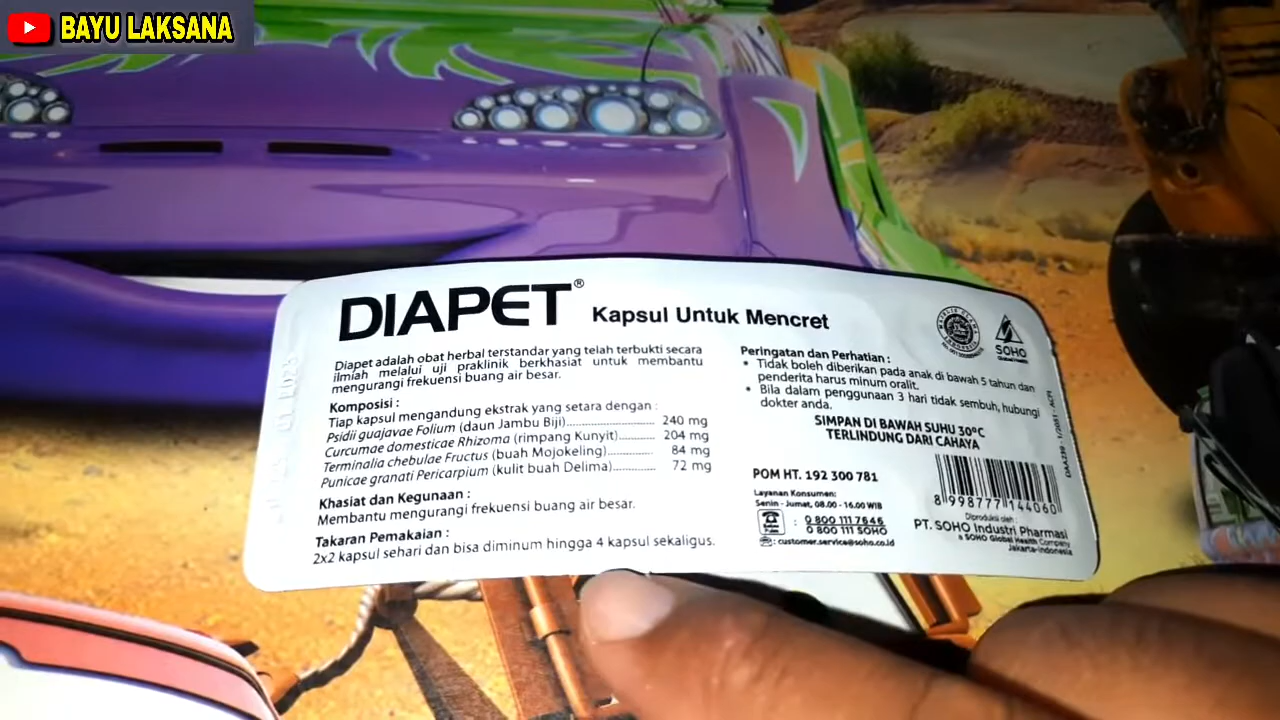 BAYU LAKSANA
DIAPET® Kapsul Untuk Mencret
Diapet adalah obat herbal terstandar yang telah terbukti secara
ilmiah melalui uji praklinik berkhasiat untuk membantu
mengurangi frekuensi buang air besar.
Komposisi :
Tiap kapsul mengandung ekstrak yang setara dengan :
Psidii guajavae Folium (daun Jambu Biji)............... 240 mg
Curcumae domesticae Rhizoma (rimpang Kunyit)........... 204 mg
Terminalia chebulae Fructus (buah Mojokeling)........... 84 mg
Punicae granati Pericarpium (kulit buah Delima)........... 72 mg
Khasiat dan Kegunaan :
Membantu mengurangi frekuensi buang air besar.
Takaran Pemakaian :
2x2 kapsul sehari dan bisa diminum hingga 4 kapsul sekaligus.
SOHO
Peringatan dan Perhatian :
• Tidak boleh diberikan pada anak di bawah 5 tahun dan
penderita harus minum oralit.
• Bila dalam penggunaan 3 hari tidak sembuh, hubungi
dokter anda.
SIMPAN DI BAWAH SUHU 30°C
TERLINDUNG DARI CAHAYA
POM HT. 192 300 781
Layanan Konsumen:
Senin - Jumat, 08.00 - 16.00 WIB
: 0 800 111 7645
0 800 111 SOHO
: customer.service@soho.co.id
8 998777 144060
Diproduksi oleh :
PT. SOHO Industri Pharmasi
a SOHO Global Health Company
Jakarta-Indonesia